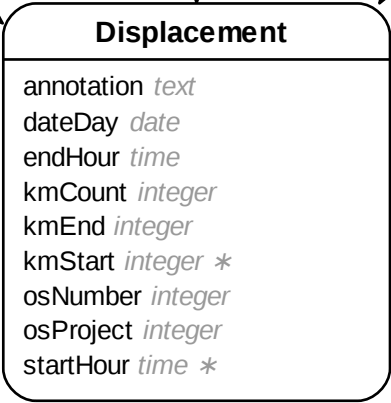 Displacement
annotation text
dateDay date
endHour time
kmCount integer
kmEnd integer
kmStart integer ∗
osNumber integer
osProject integer
startHour time ∗